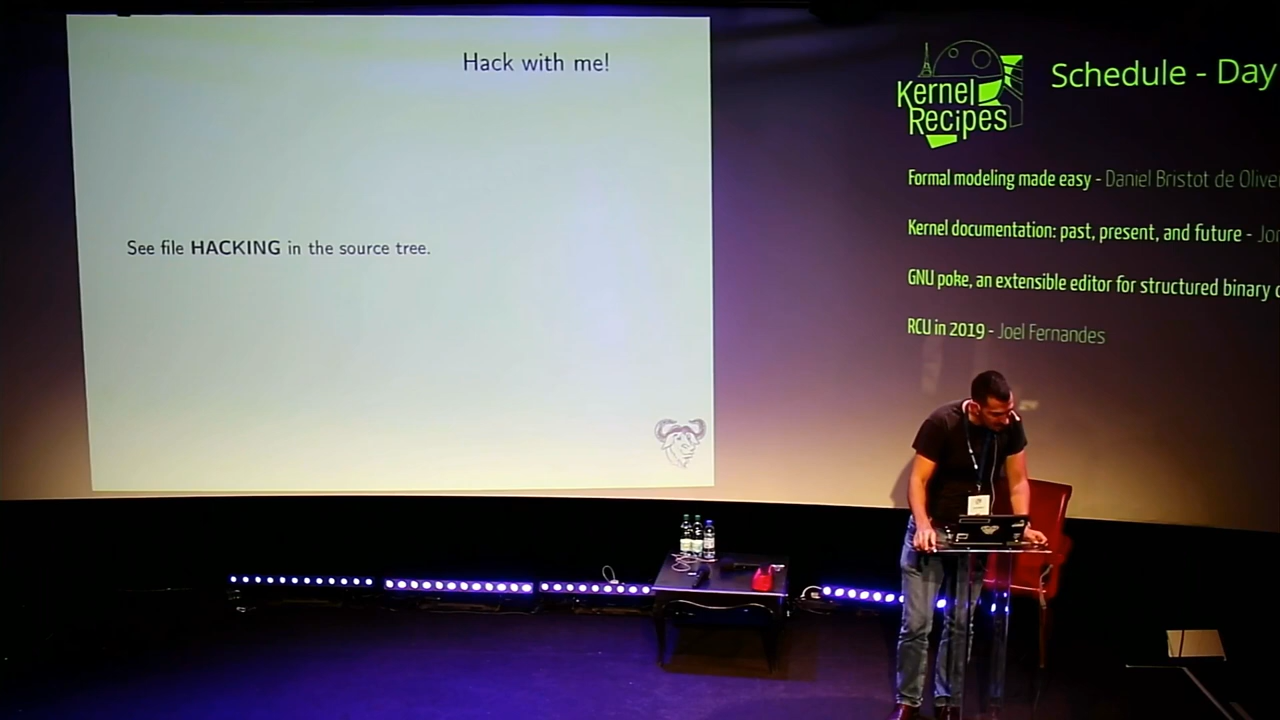 Hack with me!
See file HACKING in the source tree.
Kernel
Recipes
Schedule - Day
Formal modeling made easy - Daniel Bristot de Olive
Kernel documentation: past, present, and future - Jon
GNU poke, an extensible editor for structured binary
RCU in 2019 - Joel Fernandes